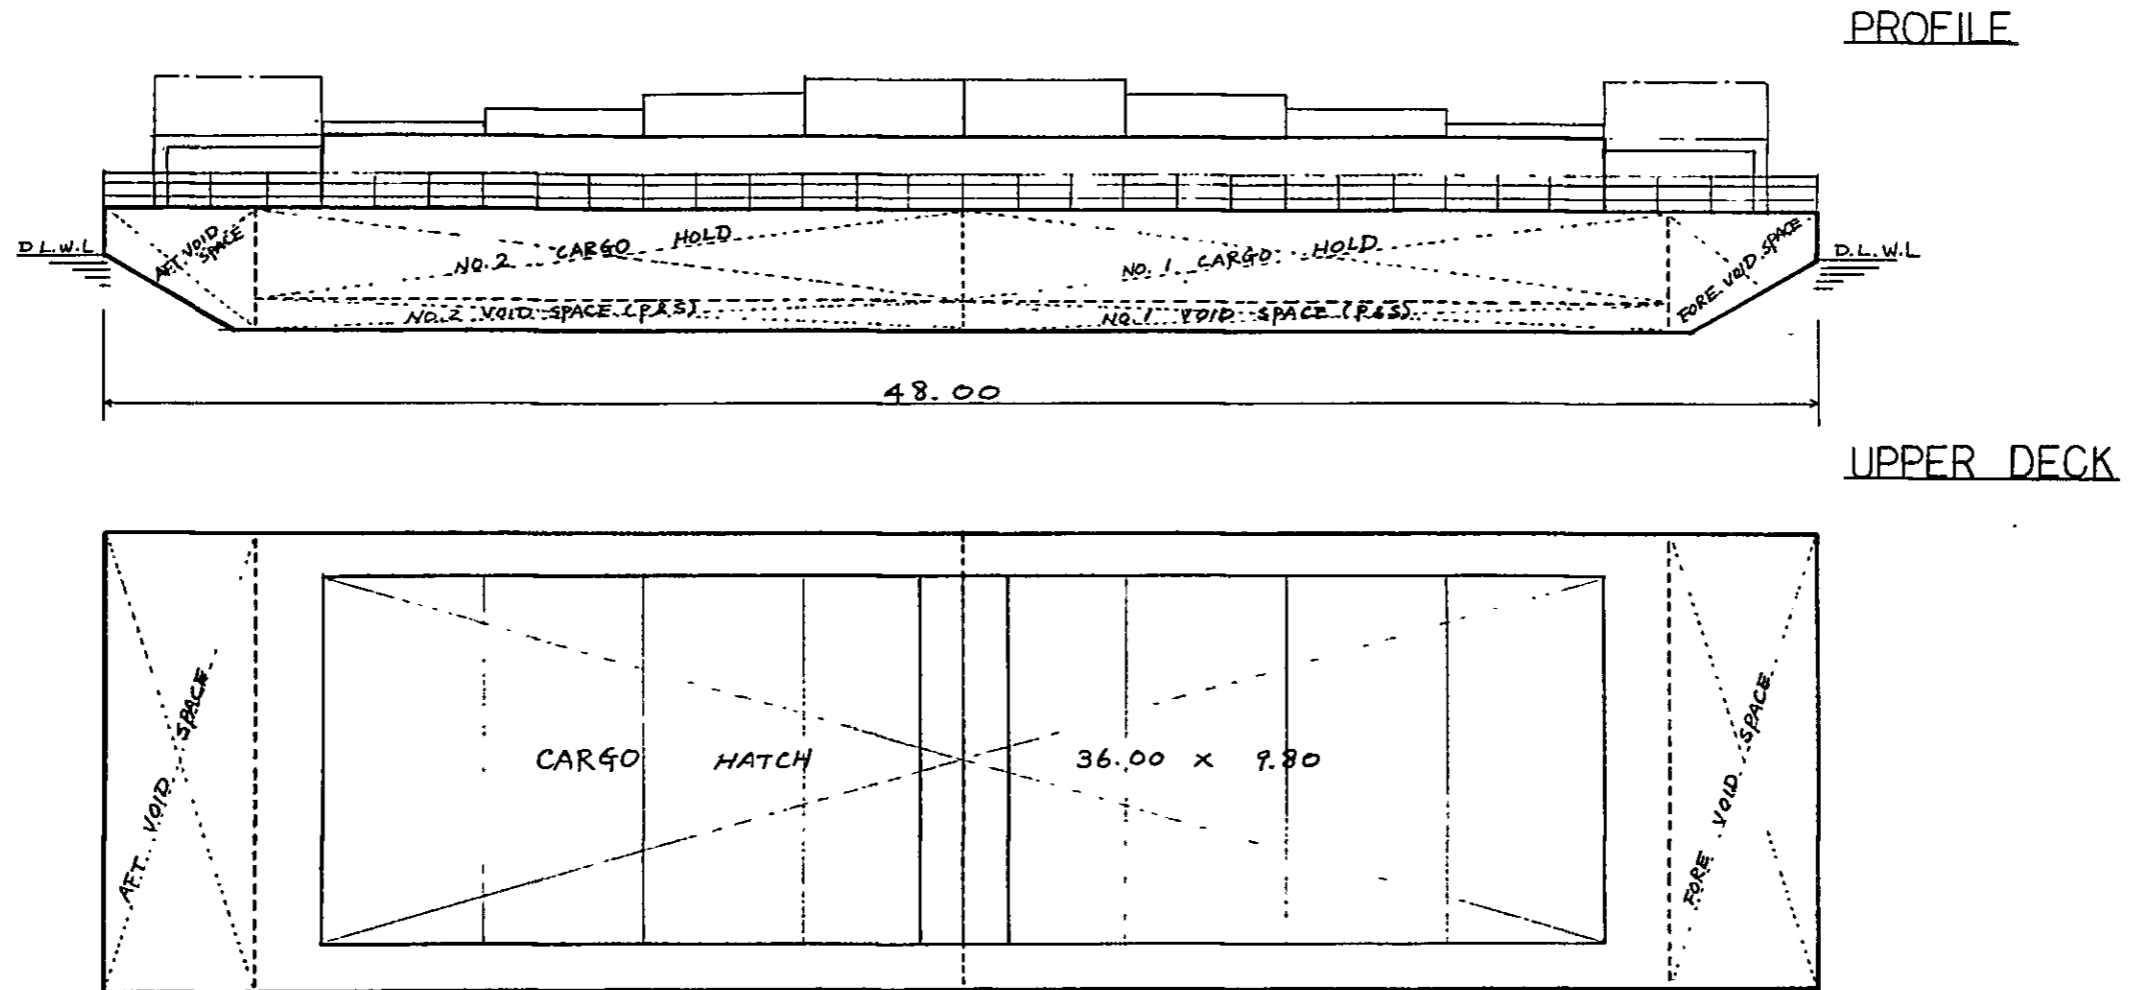 PROFILE
D.L.W.L
AFT. VOID SPACE
NO. 2 CARGO HOLD
NO. 1 CARGO HOLD
FORE VOID SPACE
D.L.W.L
NO. 2 VOID SPACE (P&S)
NO. 1 VOID SPACE (P&S)
48.00
UPPER DECK
AFT. VOID SPACE
CARGO HATCH 36.00 x 9.80
FORE VOID SPACE